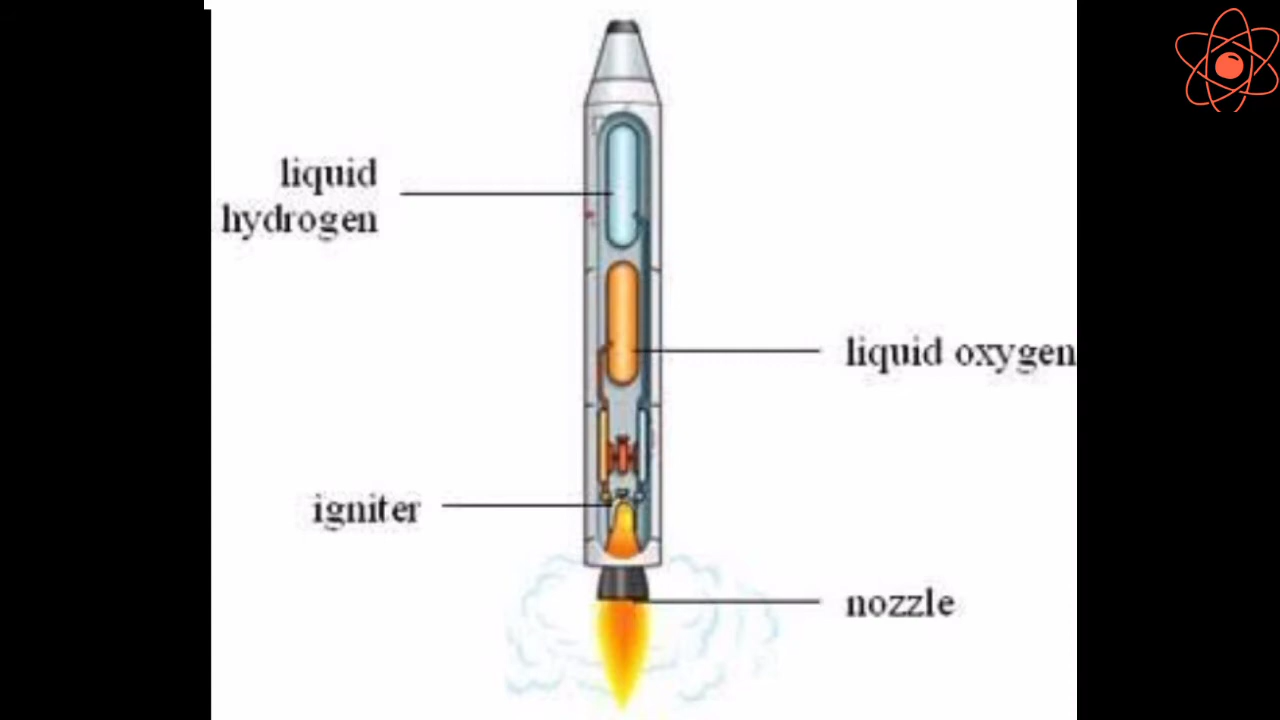 liquid
hydrogen
liquid oxygen
igniter
nozzle